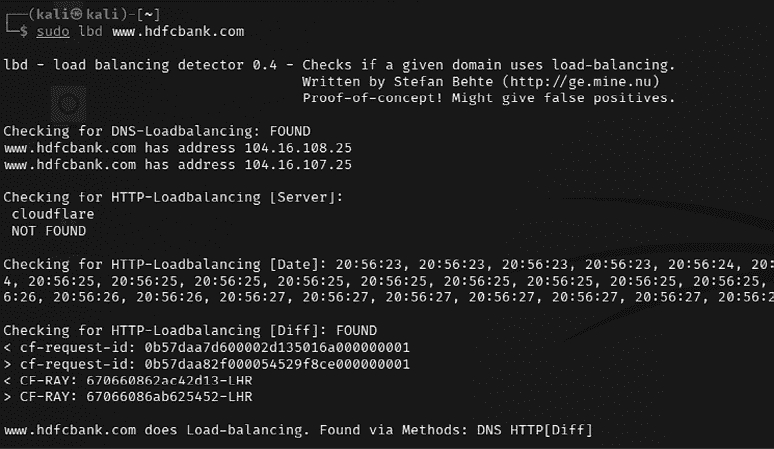 ┌──(kali㉿kali)-[~]
└─$ sudo lbd www.hdfcbank.com
lbd - load balancing detector 0.4 - Checks if a given domain uses load-balancing.
Written by Stefan Behte (http://ge.mine.nu)
Proof-of-concept! Might give false positives.
Checking for DNS-Loadbalancing: FOUND
www.hdfcbank.com has address 104.16.108.25
www.hdfcbank.com has address 104.16.107.25
Checking for HTTP-Loadbalancing [Server]:
cloudflare
NOT FOUND
Checking for HTTP-Loadbalancing [Date]: 20:56:23, 20:56:23, 20:56:23, 20:56:23, 20:56:24, 20:
4, 20:56:25, 20:56:25, 20:56:25, 20:56:25, 20:56:25, 20:56:25, 20:56:25, 20:56:25, 20:56:25,
6:26, 20:56:26, 20:56:26, 20:56:27, 20:56:27, 20:56:27, 20:56:27, 20:56:27, 20:56:27, 20:56:2
Checking for HTTP-Loadbalancing [Diff]: FOUND
< cf-request-id: 0b57daa7d600002d135016a000000001
> cf-request-id: 0b57daa82f000054529f8ce000000001
< CF-RAY: 670660862ac42d13-LHR
> CF-RAY: 67066086ab625452-LHR
www.hdfcbank.com does Load-balancing. Found via Methods: DNS HTTP[Diff]